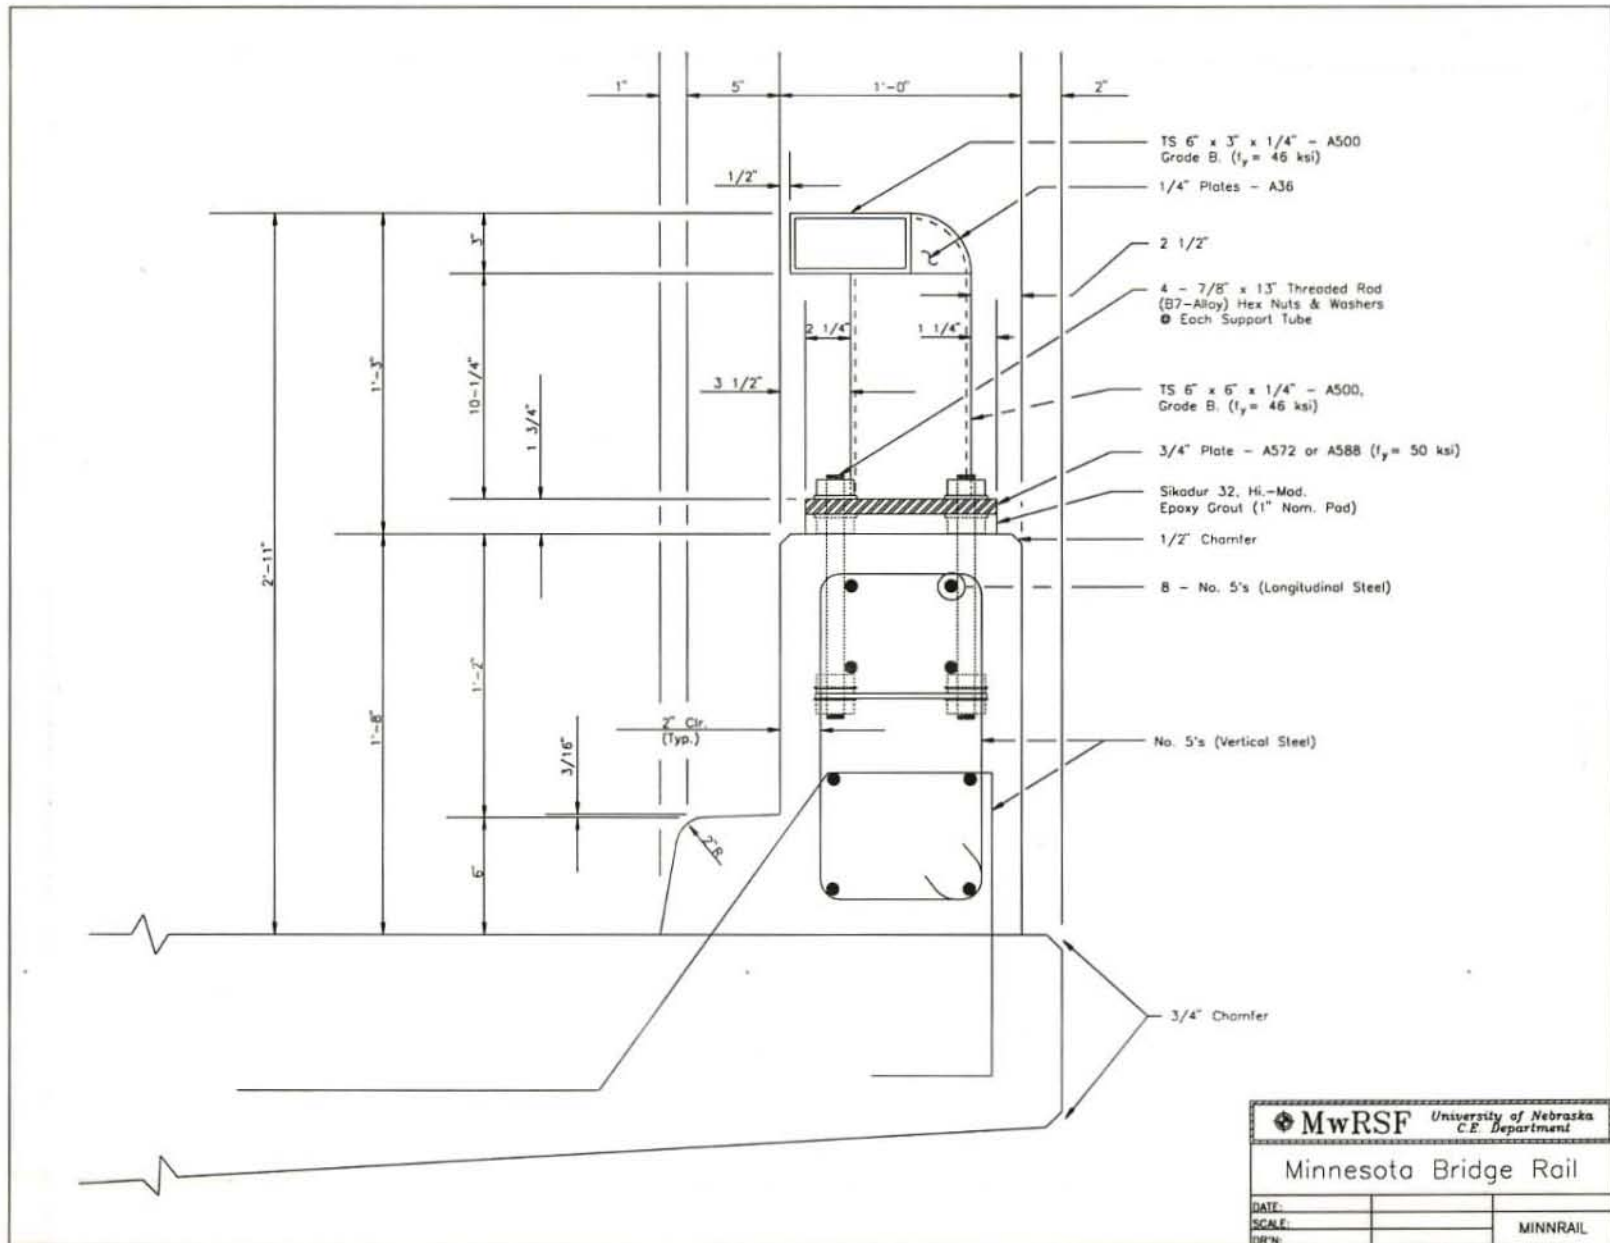 1" 5" 1'-0" 2"
TS 6" x 3" x 1/4" - A500
Grade B. (fy = 46 ksi)
1/2"
1/4" Plates - A36
3"
2 1/2"
4 - 7/8" x 13" Threaded Rod
(B7-Alloy) Hex Nuts & Washers
@ Each Support Tube
2 1/4" 1 1/4"
1'-3"
10-1/4"
3 1/2"
TS 6" x 6" x 1/4" - A500,
Grade B. (fy = 46 ksi)
1 3/4"
3/4" Plate - A572 or A588 (fy = 50 ksi)
Sikadur 32, Hi.-Mod.
Epoxy Grout (1" Nom. Pad)
1/2" Chamfer
2'-11"
8 - No. 5's (Longitudinal Steel)
1'-2"
1'-8"
2" Clr.
(Typ.)
No. 5's (Vertical Steel)
3/16"
2"R
6"
3/4" Chamfer
MwRSF University of Nebraska
C.E. Department
Minnesota Bridge Rail
DATE:
SCALE:
MINNRAIL
DR'N: